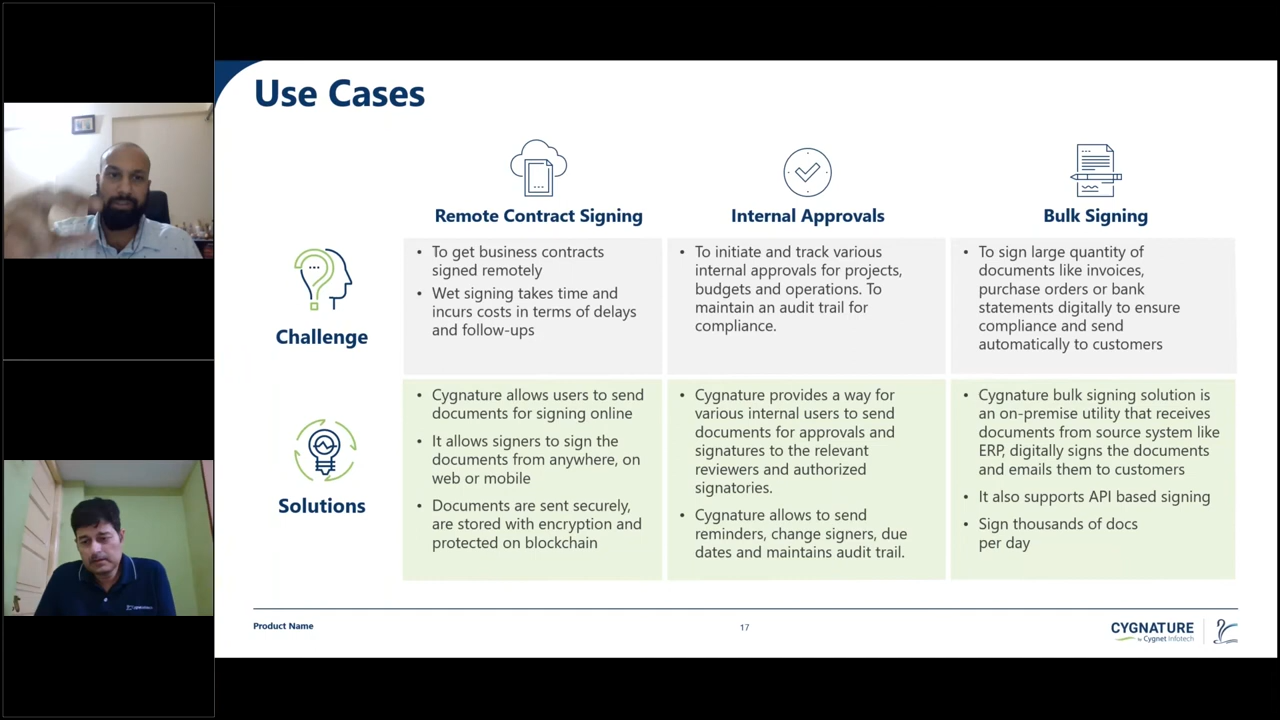 Use Cases
Remote Contract Signing
Internal Approvals
Bulk Signing
Challenge
• To get business contracts
signed remotely
• Wet signing takes time and
incurs costs in terms of delays
and follow-ups
• To initiate and track various
internal approvals for projects,
budgets and operations. To
maintain an audit trail for
compliance.
• To sign large quantity of
documents like invoices,
purchase orders or bank
statements digitally to ensure
compliance and send
automatically to customers
Solutions
• Cygnature allows users to send
documents for signing online
• It allows signers to sign the
documents from anywhere, on
web or mobile
• Documents are sent securely,
are stored with encryption and
protected on blockchain
• Cygnature provides a way for
various internal users to send
documents for approvals and
signatures to the relevant
reviewers and authorized
signatories.
• Cygnature allows to send
reminders, change signers, due
dates and maintains audit trail.
• Cygnature bulk signing solution is
an on-premise utility that receives
documents from source system like
ERP, digitally signs the documents
and emails them to customers
• It also supports API based signing
• Sign thousands of docs
per day
Product Name
17
CYGNATURE
by Cygnet Infotech